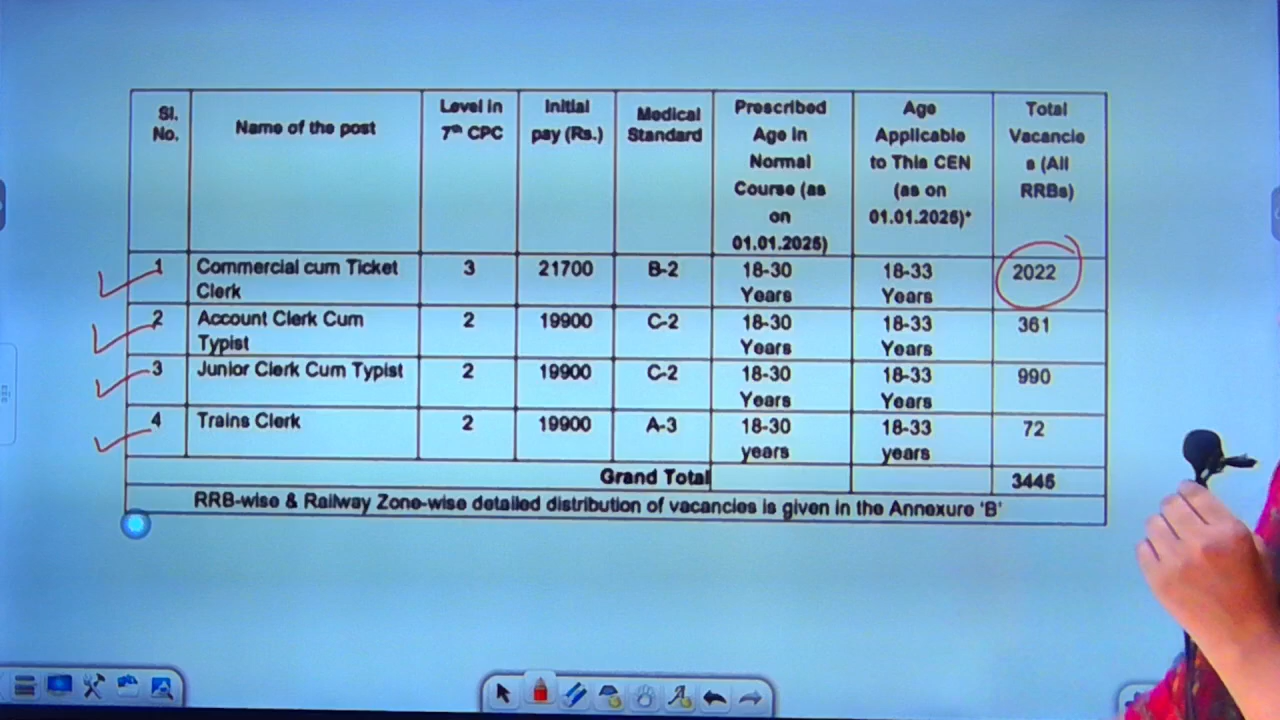 Sl. No.
Name of the post
Level in 7th CPC
Initial pay (Rs.)
Medical Standard
Prescribed Age in Normal Course (as on 01.01.2025)
Age Applicable to This CEN (as on 01.01.2025)*
Total Vacancie s (All RRBs)
1 Commercial cum Ticket Clerk 3 21700 B-2 18-30 Years 18-33 Years 2022
2 Account Clerk Cum Typist 2 19900 C-2 18-30 Years 18-33 Years 361
3 Junior Clerk Cum Typist 2 19900 C-2 18-30 Years 18-33 Years 990
4 Trains Clerk 2 19900 A-3 18-30 years 18-33 years 72
Grand Total 3445
RRB-wise & Railway Zone-wise detailed distribution of vacancies is given in the Annexure 'B'